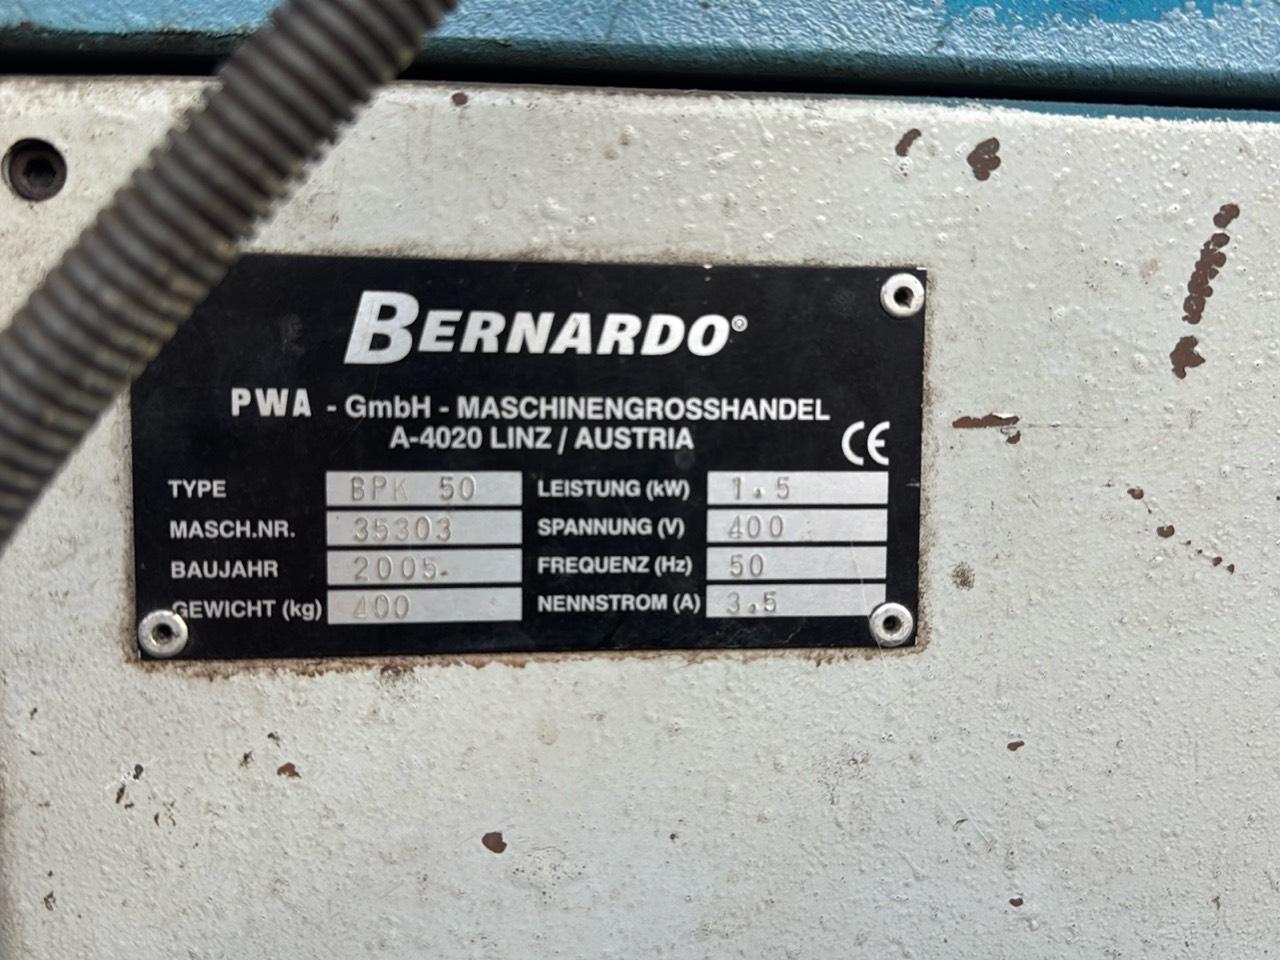 BERNARDO®
PWA - GmbH - MASCHINENGROSSHANDEL
A-4020 LINZ / AUSTRIA
CE
TYPE BPK 50 LEISTUNG (kW) 1.5
MASCH.NR. 35303 SPANNUNG (V) 400
BAUJAHR 2005 FREQUENZ (Hz) 50
GEWICHT (kg) 400 NENNSTROM (A) 3.5